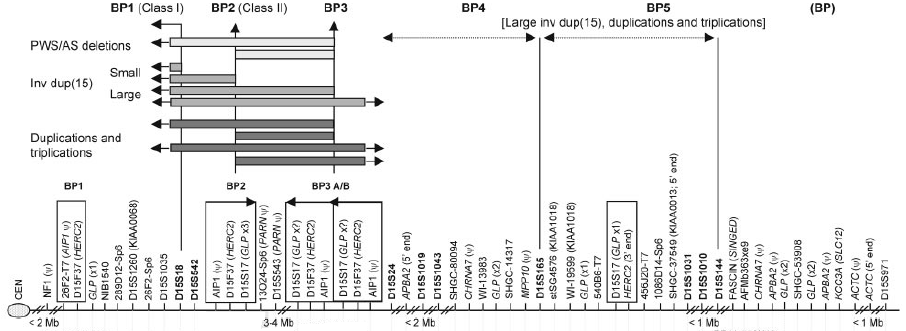 BP1 (Class I) BP2 (Class II) BP3 BP4 BP5 (BP)
[Large inv dup(15), duplications and triplications]
PWS/AS deletions
Small
Inv dup(15)
Large
Duplications and
triplications
BP1 BP2 BP3 A/B
CEN
NF1 (ψ)
26F2-T7 (AIP1 ψ)
D15F37 (HERC2)
GLP (x1)
NIB1540
289D12-Sp6
D15S1260 (KIAA0068)
26F2-Sp6
D15S1035
D15S18
D15S542
AIP1 (ψ)
D15F37 (HERC2)
D15S17 (GLP x3)
13Q24-Sp6 (PARN ψ)
D15S543 (PARN ψ)
D15S17 (GLP x?)
D15F37 (HERC2)
AIP1 (ψ)
D15S17 (GLP x?)
D15F37 (HERC2)
AIP1 (ψ)
D15S24
APBA2 (5' end)
D15S1019
D15S1043
SHGC-80094
CHRNA7 (ψ)
WI-13983
GLP (x2)
SHGC-14317
MPP10 (ψ)
D15S165
stSG4576 (KIAA1018)
WI-19599 (KIAA1018)
GLP (x1)
540B6-T7
D15S17 (GLP x1)
HERC2 (3' end)
456J20-T7
1086D14-Sp6
SHGC-37549 (KIAA0013; 5' end)
D15S1031
D15S1010
D15S144
FASCIN (SINGED)
AFMb353xe9
CHRNA7 (ψ)
APBA2 (ψ)
GLP (x2)
SHGC-53908
GLP (x2)
APBA2 (ψ)
KCC3A (SLC12)
ACTC (ψ)
ACTC (5' end)
D15S971
< 2 Mb 3-4 Mb <2 Mb <1 Mb <1 Mb